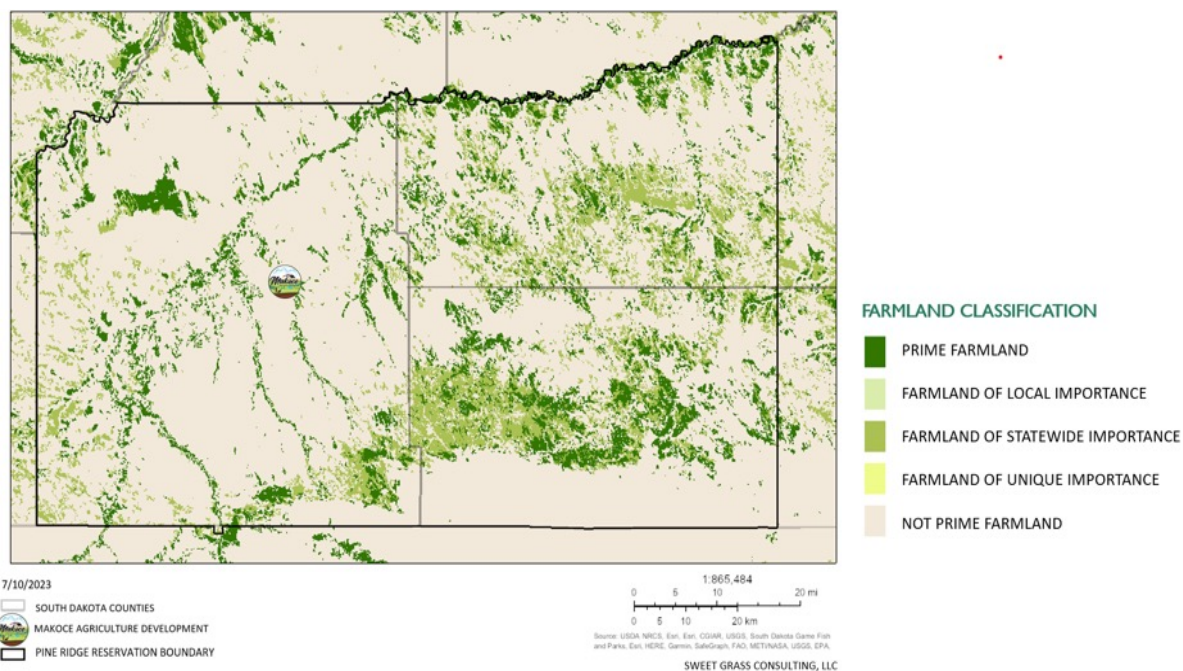 FARMLAND CLASSIFICATION
PRIME FARMLAND
FARMLAND OF LOCAL IMPORTANCE
FARMLAND OF STATEWIDE IMPORTANCE
FARMLAND OF UNIQUE IMPORTANCE
NOT PRIME FARMLAND
Makoce
7/10/2023
SOUTH DAKOTA COUNTIES
Makoce
MAKOCE AGRICULTURE DEVELOPMENT
PINE RIDGE RESERVATION BOUNDARY
1:865,484
0 5 10 20 mi
0 5 10 20 km
Source: USDA NRCS, Esri, Esri, CGIAR, USGS, South Dakota Game Fish
and Parks, Esri, HERE, Garmin, SafeGraph, FAO, METI/NASA, USGS, EPA,
SWEET GRASS CONSULTING, LLC